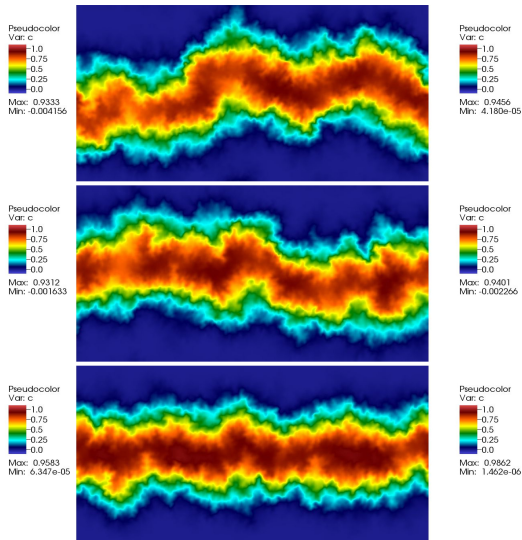 Pseudocolor
Var: c
1.0
0.75
0.5
0.25
0.0
Max: 0.9333
Min: -0.004156
Pseudocolor
Var: c
1.0
0.75
0.5
0.25
0.0
Max: 0.9456
Min: 4.180e-05
Pseudocolor
Var: c
1.0
0.75
0.5
0.25
0.0
Max: 0.9312
Min: -0.001633
Pseudocolor
Var: c
1.0
0.75
0.5
0.25
0.0
Max: 0.9401
Min: -0.002266
Pseudocolor
Var: c
1.0
0.75
0.5
0.25
0.0
Max: 0.9583
Min: 6.347e-05
Pseudocolor
Var: c
1.0
0.75
0.5
0.25
0.0
Max: 0.9862
Min: 1.462e-06